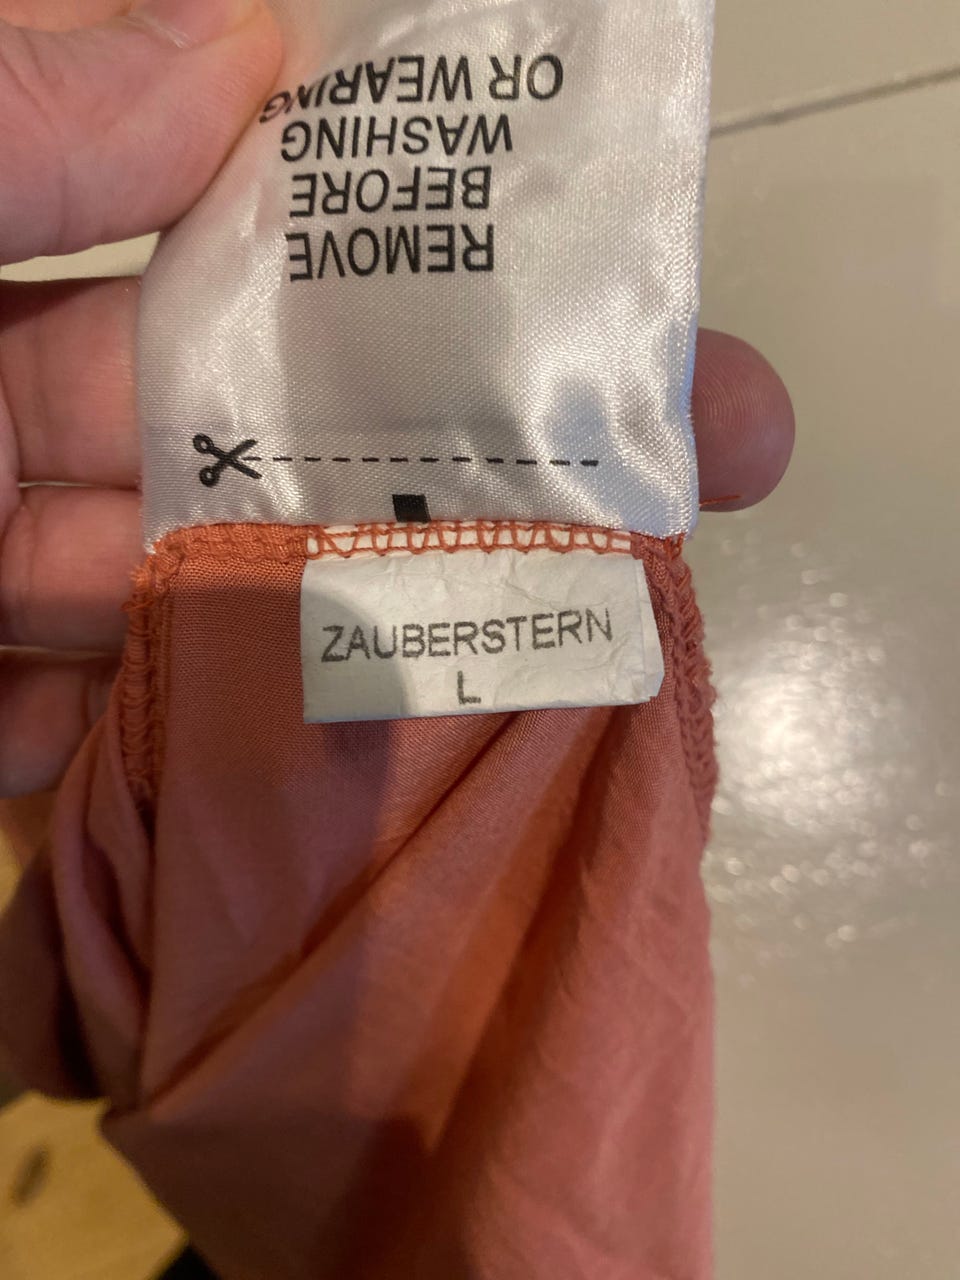 REMOVE
BEFORE
WASHING
OR WEARING
ZAUBERSTERN
L